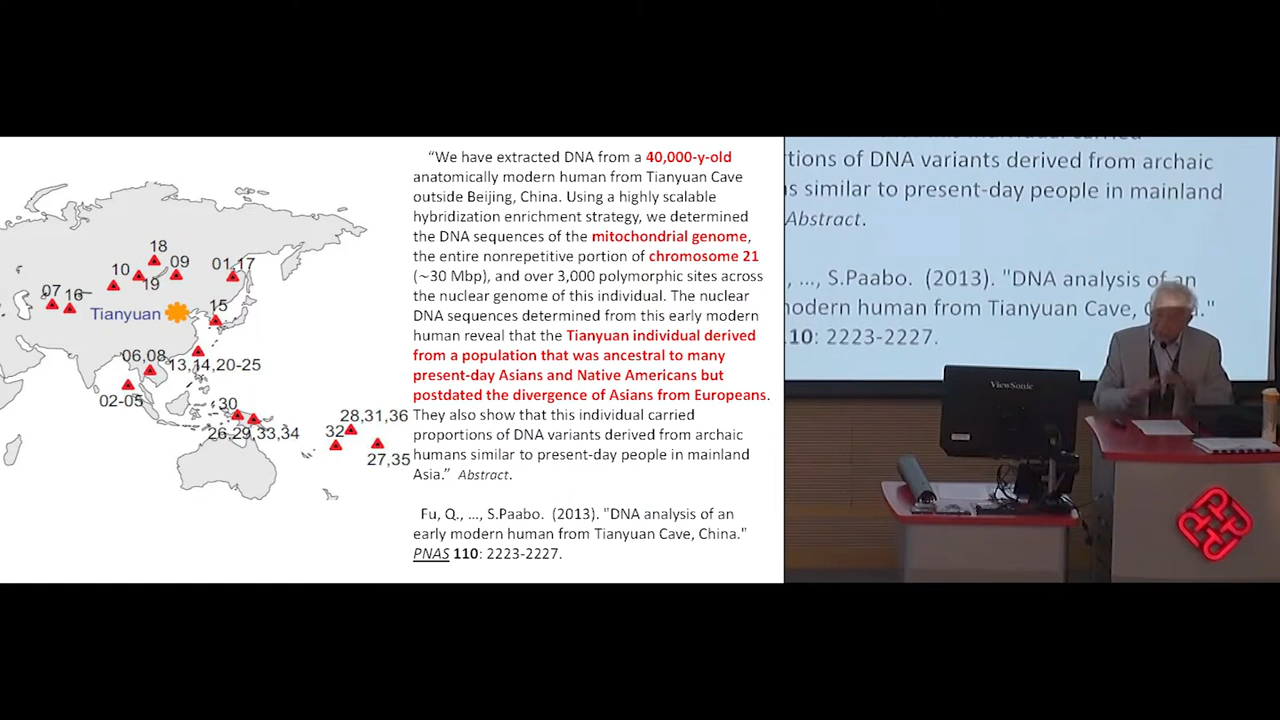 18
10
09
01,17
19
07
16
Tianyuan
15
06,08
13,14,20-25
02-05
30
28,31,36
26,29,33,34
32
27,35
“We have extracted DNA from a 40,000-y-old
anatomically modern human from Tianyuan Cave
outside Beijing, China. Using a highly scalable
hybridization enrichment strategy, we determined
the DNA sequences of the mitochondrial genome,
the entire nonrepetitive portion of chromosome 21
(~30 Mbp), and over 3,000 polymorphic sites across
the nuclear genome of this individual. The nuclear
DNA sequences determined from this early modern
human reveal that the Tianyuan individual derived
from a population that was ancestral to many
present-day Asians and Native Americans but
postdated the divergence of Asians from Europeans.
They also show that this individual carried
proportions of DNA variants derived from archaic
humans similar to present-day people in mainland
Asia.” Abstract.
Fu, Q., ..., S.Paabo. (2013). "DNA analysis of an
early modern human from Tianyuan Cave, China."
PNAS 110: 2223-2227.
rtions of DNA variants derived from archaic
s similar to present-day people in mainland
Abstract.
, ..., S.Paabo. (2013). "DNA analysis of an
modern human from Tianyuan Cave, C
."
110: 2223-2227.
ViewSonic